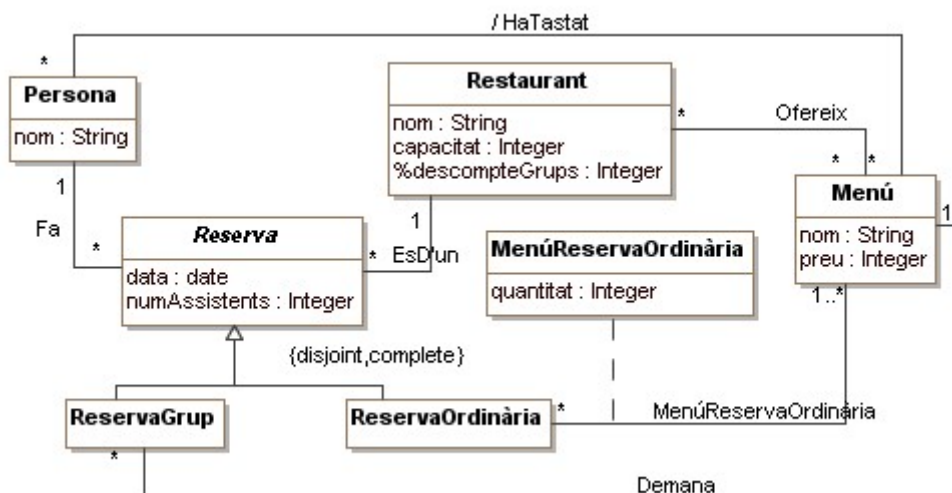 / HaTastat
*
Persona
nom : String
Restaurant
nom : String
capacitat : Integer
%descompteGrups : Integer
*
Ofereix
*
*
Menú
nom : String
preu : Integer
1
1
Fa
*
Reserva
data : date
numAssistents : Integer
1
*
EsD'un
MenúReservaOrdinària
quantitat : Integer
1..*
{disjoint,complete}
ReservaGrup
*
ReservaOrdinària
*
MenúReservaOrdinária
Demana